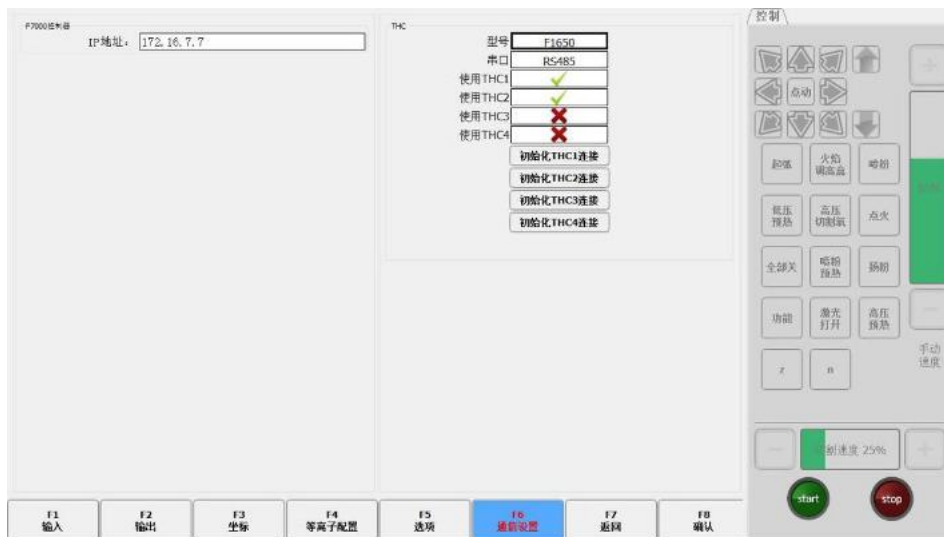 F7000控制器
IP地址： 172.16.7.7
THC
型号 F1650
串口 RS485
使用THC1
使用THC2
使用THC3
使用THC4
初始化THC1连接
初始化THC2连接
初始化THC3连接
初始化THC4连接
控制
点动
起弧
火焰
调高盒
喷粉
低压
预热
高压
切割氧
点火
全部关
喷粉
预热
功能
激光
打开
高压
预热
手动
速度
切割速度 25%
start
stop
F1
输入
F2
输出
F3
坐标
F4
等离子配置
F5
选项
F6
通信设置
F7
返回
F8
确认